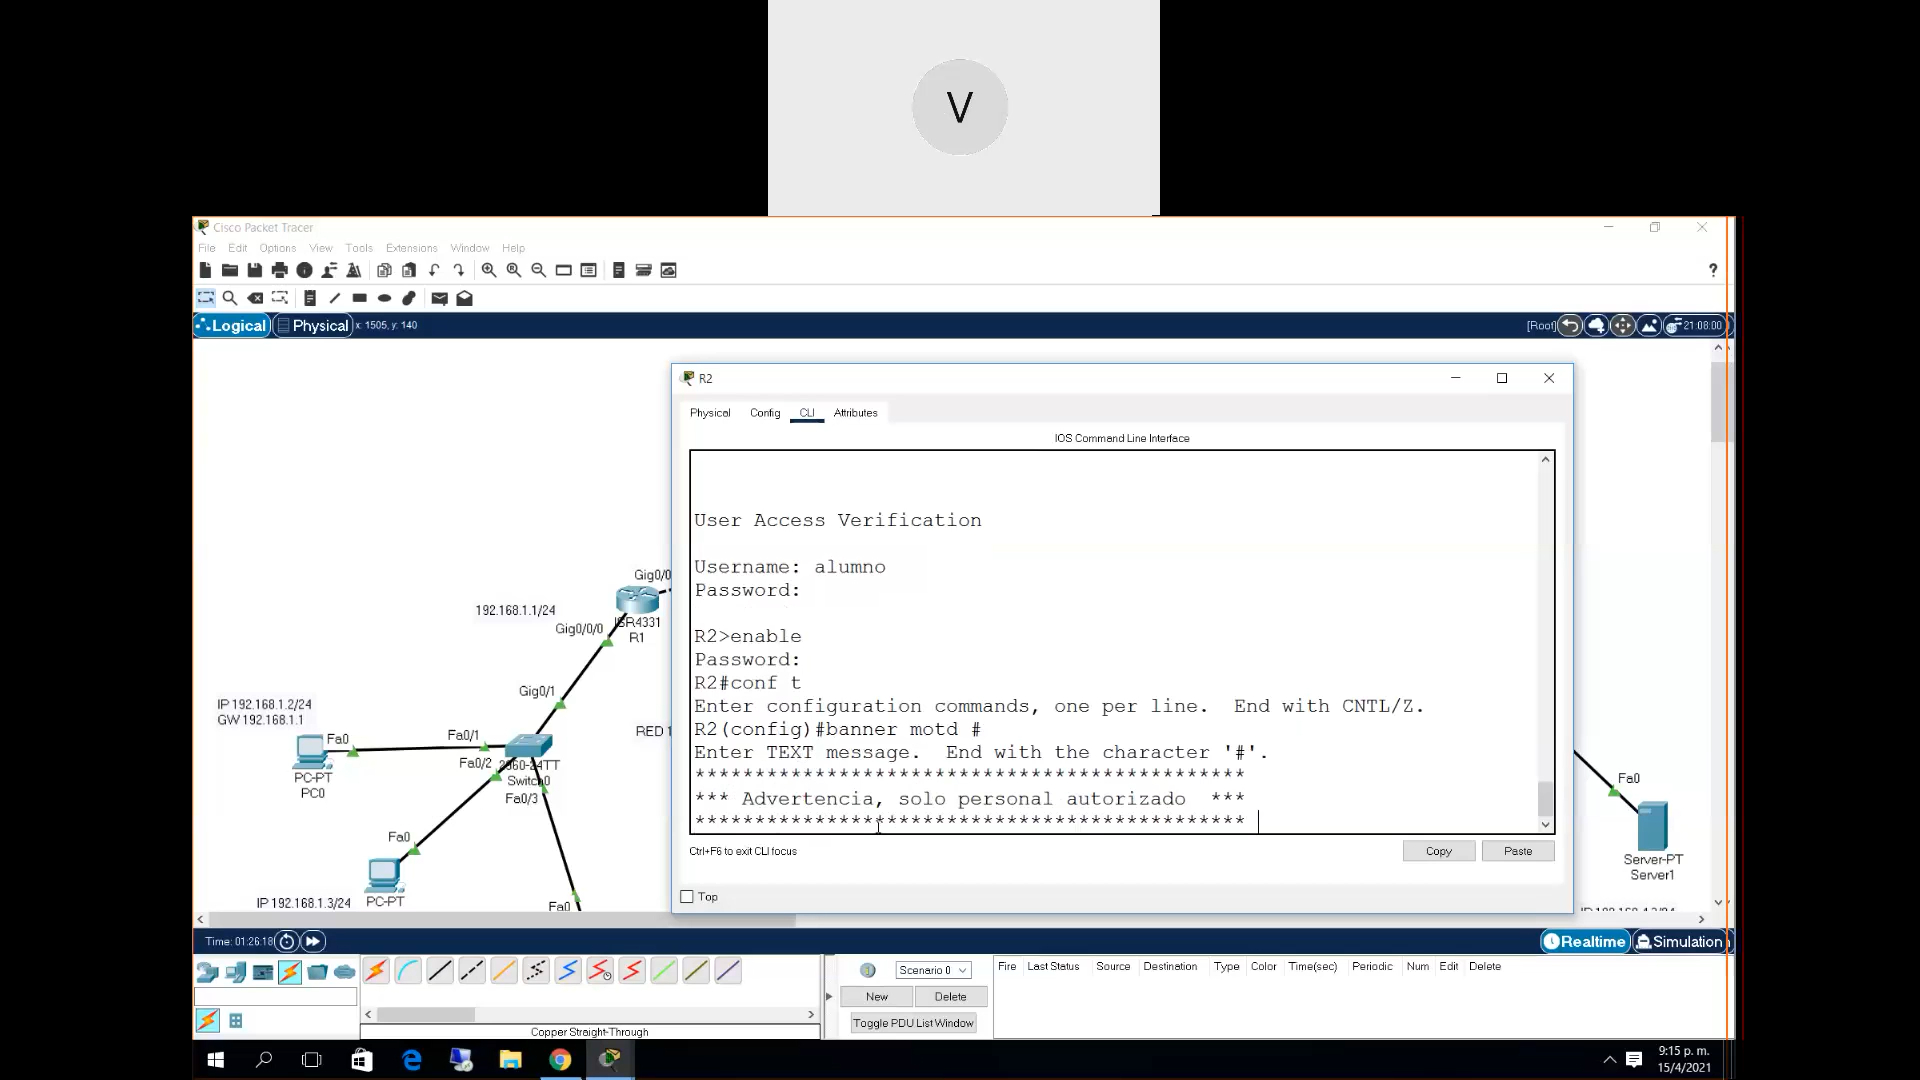 V
Cisco Packet Tracer
File Edit Options View Tools Extensions Window Help
?
Logical Physical x: 1505, y: 140 [Root] 21:08:00
R2
Physical Config CLI Attributes
IOS Command Line Interface
User Access Verification
Username: alumno
Password:
R2>enable
Password:
R2#conf t
Enter configuration commands, one per line.  End with CNTL/Z.
R2(config)#banner motd #
Enter TEXT message.  End with the character '#'.
**********************************************
*** Advertencia, solo personal autorizado  ***
**********************************************
Ctrl+F6 to exit CLI focus
Copy Paste
Top
Gig0/0
192.168.1.1/24
ISR4331
R1
Gig0/0/0
Gig0/1
IP 192.168.1.2/24
GW 192.168.1.1
RED 1
Fa0
Fa0/1
Fa0/2
2960-24TT
Switch0
Fa0/3
PC-PT
PC0
Fa0
IP 192.168.1.3/24
PC-PT
Fa0
Fa0
Server-PT
Server1
Time: 01:26:18
Realtime Simulation
Scenario 0
New Delete
Toggle PDU List Window
Fire Last Status Source Destination Type Color Time(sec) Periodic Num Edit Delete
Copper Straight-Through
9:15 p. m.
15/4/2021